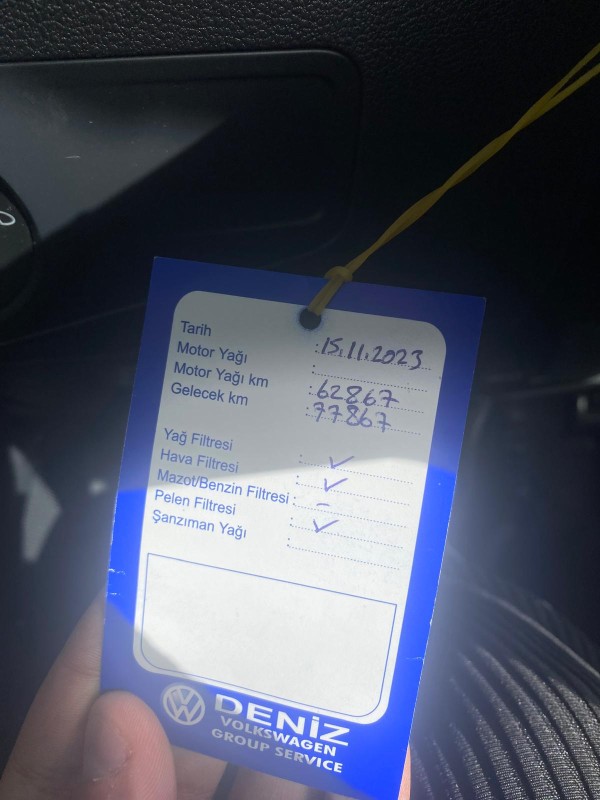 Tarih : 15.11.2023
Motor Yağı :
Motor Yağı km : 62867
Gelecek km : 77867
Yağ Filtresi : ✓
Hava Filtresi : ✓
Mazot/Benzin Filtresi : -
Pelen Filtresi : ✓
Şanzıman Yağı :
DENİZ
VOLKSWAGEN
GROUP SERVICE